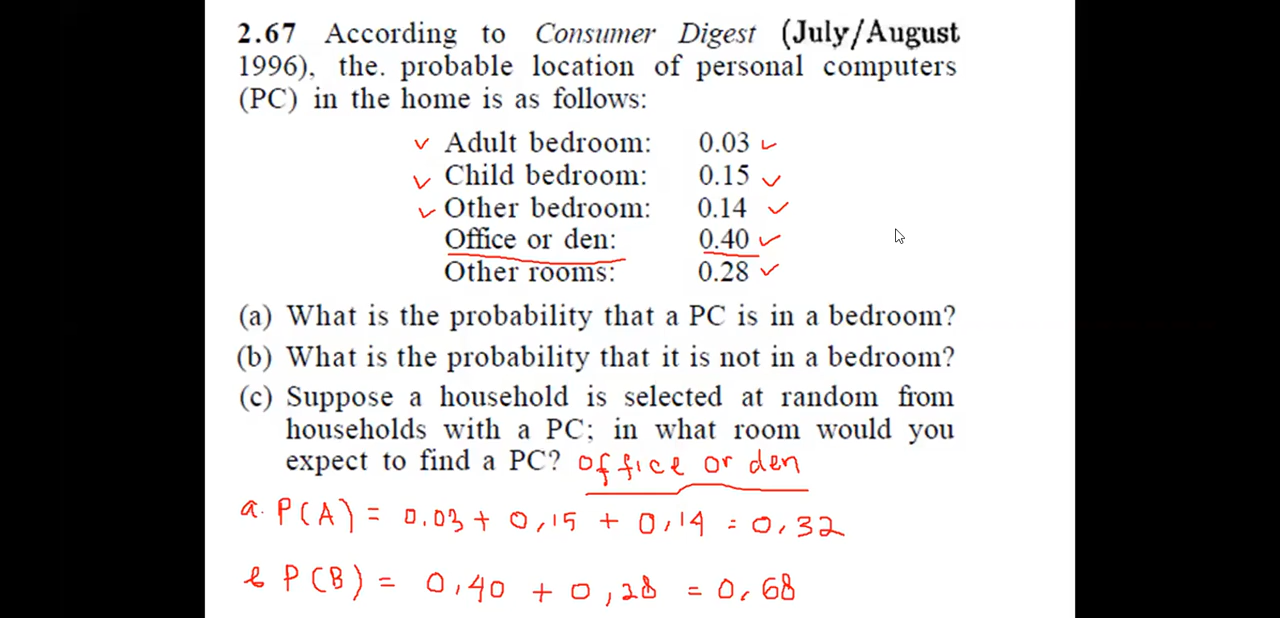 2.67 According to Consumer Digest (July/August
1996), the. probable location of personal computers
(PC) in the home is as follows:
Adult bedroom: 0.03
Child bedroom: 0.15
Other bedroom: 0.14
Office or den: 0.40
Other rooms: 0.28
(a) What is the probability that a PC is in a bedroom?
(b) What is the probability that it is not in a bedroom?
(c) Suppose a household is selected at random from
households with a PC; in what room would you
expect to find a PC? office or den
a. P(A) = 0.03 + 0,15 + 0,14 = 0,32
b P(B) = 0,40 + 0,28 = 0,68